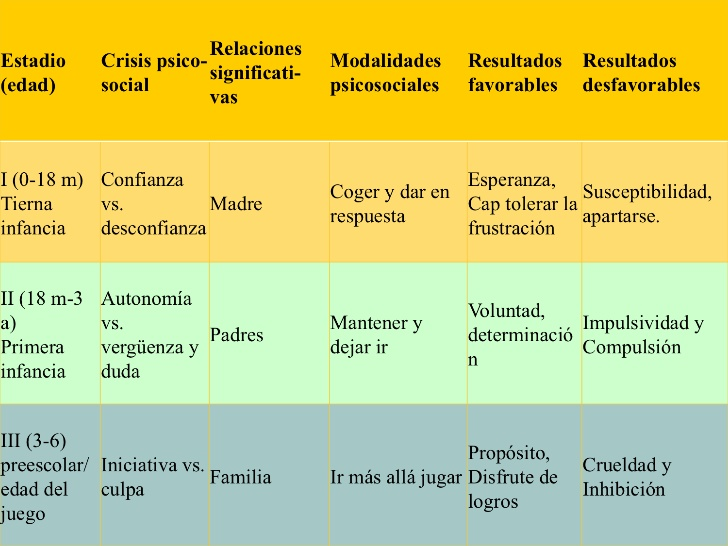 Estadio
(edad)
Crisis psico-
social
Relaciones
significati-
vas
Modalidades
psicosociales
Resultados
favorables
Resultados
desfavorables
I (0-18 m)
Tierna
infancia
Confianza
vs.
desconfianza
Madre
Coger y dar en
respuesta
Esperanza,
Cap tolerar la
frustración
Susceptibilidad,
apartarse.
II (18 m-3
a)
Primera
infancia
Autonomía
vs.
vergüenza y
duda
Padres
Mantener y
dejar ir
Voluntad,
determinació
n
Impulsividad y
Compulsión
III (3-6)
preescolar/
edad del
juego
Iniciativa vs.
culpa
Familia
Ir más allá jugar
Propósito,
Disfrute de
logros
Crueldad y
Inhibición